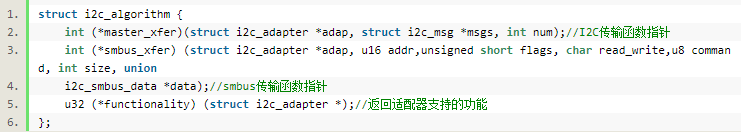 1. struct i2c_algorithm {
2. int (*master_xfer)(struct i2c_adapter *adap, struct i2c_msg *msgs, int num);//I2C传输函数指针
3. int (*smbus_xfer) (struct i2c_adapter *adap, u16 addr,unsigned short flags, char read_write,u8 comman
d, int size, union
4. i2c_smbus_data *data);//smbus传输函数指针
5. u32 (*functionality) (struct i2c_adapter *);//返回适配器支持的功能
6. };